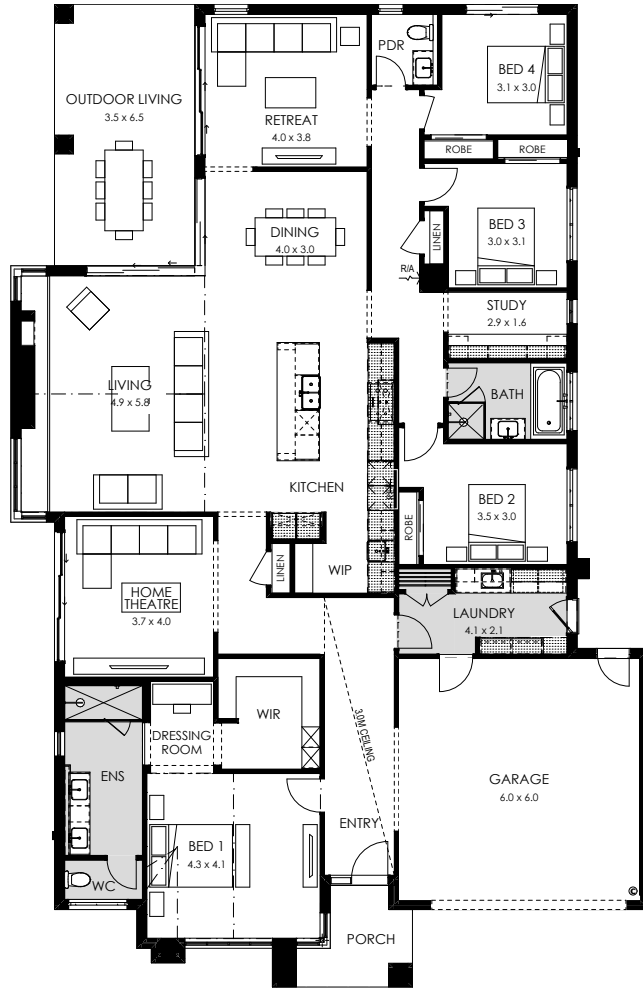 PDR
BED 4
3.1 x 3.0
OUTDOOR LIVING
3.5 x 6.5
RETREAT
4.0 x 3.8
ROBE
ROBE
DINING
4.0 x 3.0
LINEN
BED 3
3.0 x 3.1
R/A
STUDY
2.9 x 1.6
LIVING
4.9 x 5.8
BATH
KITCHEN
BED 2
3.5 x 3.0
ROBE
LINEN
WIP
HOME
THEATRE
3.7 x 4.0
LAUNDRY
4.1 x 2.1
WIR
DRESSING
ROOM
3.0M CEILING
ENS
GARAGE
6.0 x 6.0
BED 1
4.3 x 4.1
ENTRY
WC
©
PORCH